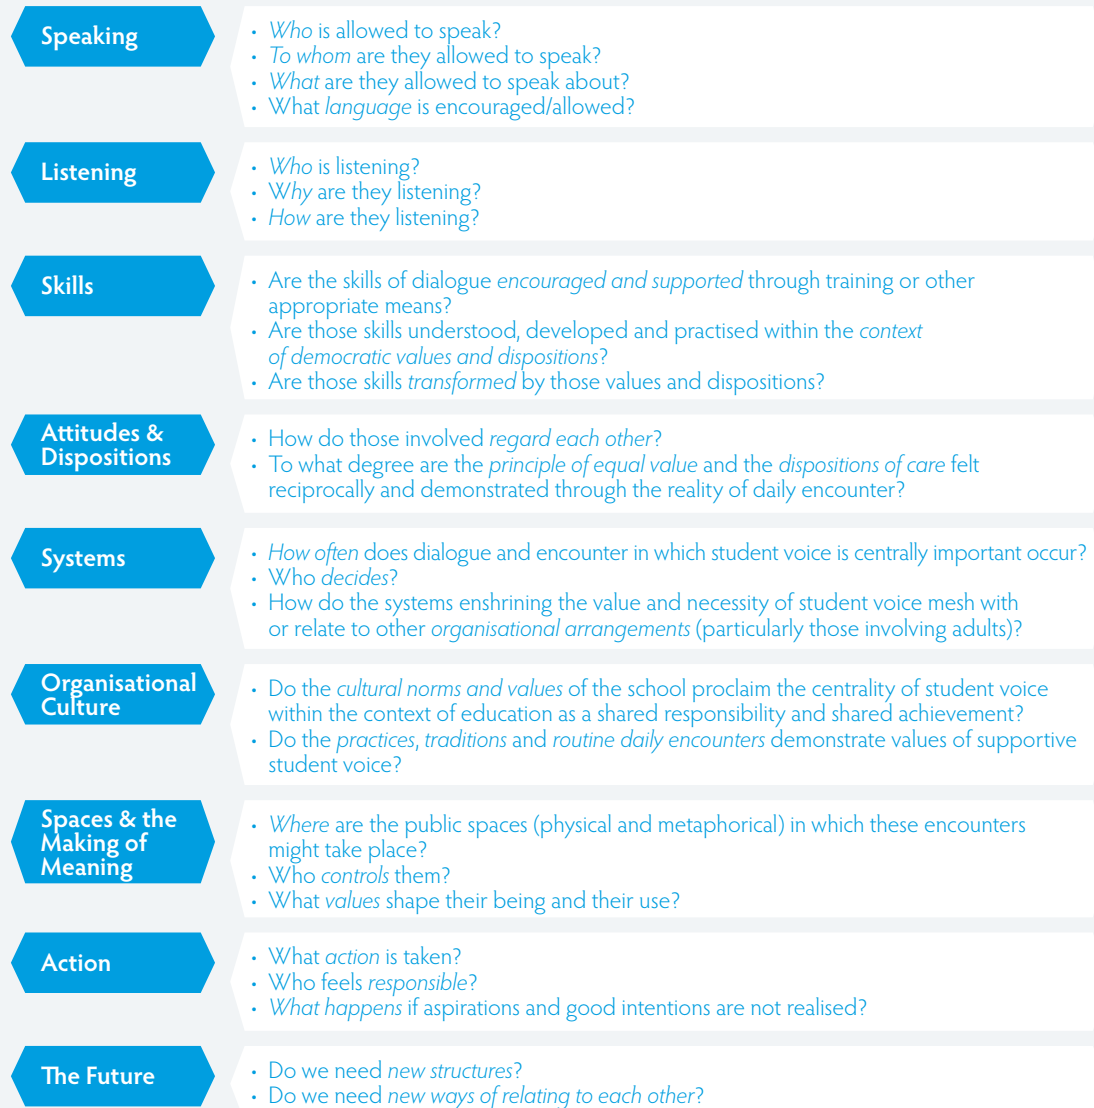 Speaking
• Who is allowed to speak?
• To whom are they allowed to speak?
• What are they allowed to speak about?
• What language is encouraged/allowed?
Listening
• Who is listening?
• Why are they listening?
• How are they listening?
Skills
• Are the skills of dialogue encouraged and supported through training or other
appropriate means?
• Are those skills understood, developed and practised within the context
of democratic values and dispositions?
• Are those skills transformed by those values and dispositions?
Attitudes &
Dispositions
• How do those involved regard each other?
• To what degree are the principle of equal value and the dispositions of care felt
reciprocally and demonstrated through the reality of daily encounter?
Systems
• How often does dialogue and encounter in which student voice is centrally important occur?
• Who decides?
• How do the systems enshrining the value and necessity of student voice mesh with
or relate to other organisational arrangements (particularly those involving adults)?
Organisational
Culture
• Do the cultural norms and values of the school proclaim the centrality of student voice
within the context of education as a shared responsibility and shared achievement?
• Do the practices, traditions and routine daily encounters demonstrate values of supportive
student voice?
Spaces & the
Making of
Meaning
• Where are the public spaces (physical and metaphorical) in which these encounters
might take place?
• Who controls them?
• What values shape their being and their use?
Action
• What action is taken?
• Who feels responsible?
• What happens if aspirations and good intentions are not realised?
The Future
• Do we need new structures?
• Do we need new ways of relating to each other?